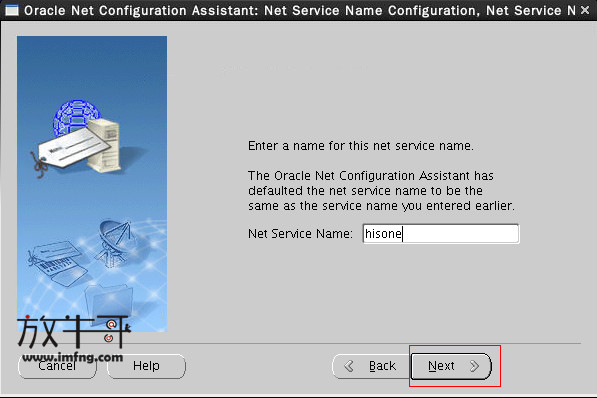 Oracle Net Configuration Assistant: Net Service Name Configuration, Net Service N
Enter a name for this net service name.
The Oracle Net Configuration Assistant has
defaulted the net service name to be the
same as the service name you entered earlier.
Net Service Name: hisone
放牛哥
www.imfng.com
Cancel Help Back Next